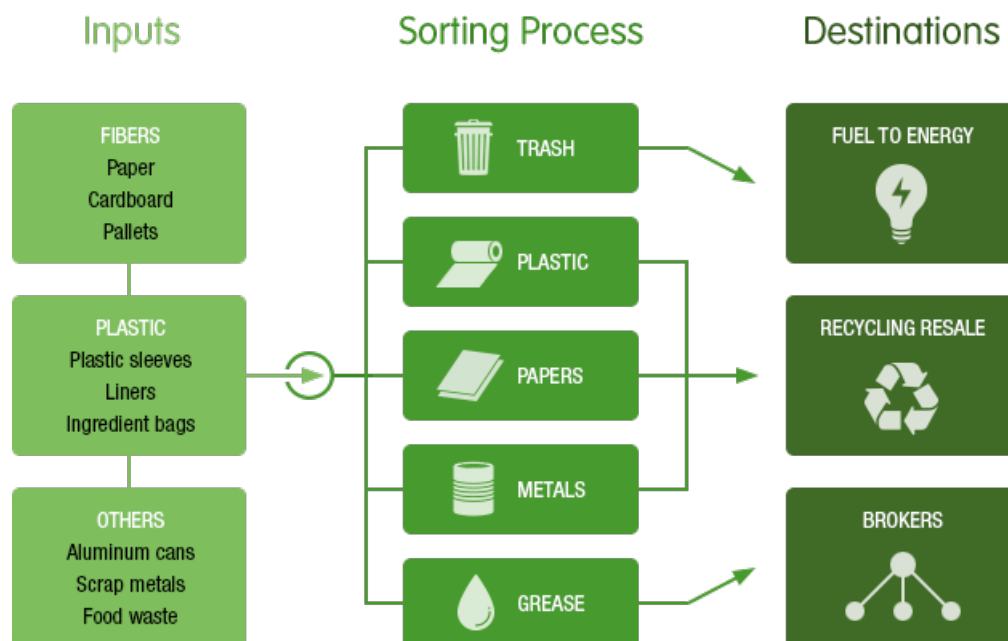 Inputs
Sorting Process
Destinations
FIBERS
Paper
Cardboard
Pallets
PLASTIC
Plastic sleeves
Liners
Ingredient bags
OTHERS
Aluminum cans
Scrap metals
Food waste
TRASH
PLASTIC
PAPERS
METALS
GREASE
FUEL TO ENERGY
RECYCLING RESALE
BROKERS